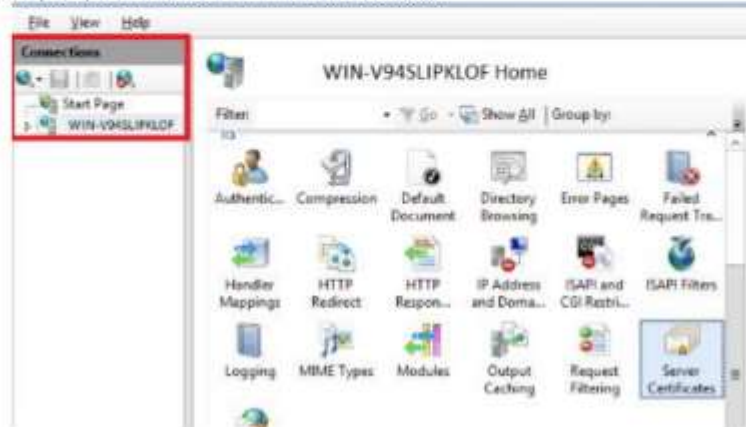 File View Help
Connections
Start Page
WIN-V94SLIPKLOF
WIN-V94SLIPKLOF Home
Filter: Go Show All Group by:
IIS
Authentic... Compression Default Document Directory Browsing Error Pages Failed Request Tra...
Handler Mappings HTTP Redirect HTTP Respon... IP Address and Doma... ISAPI and CGI Restri... ISAPI Filters
Logging MIME Types Modules Output Caching Request Filtering Server Certificates